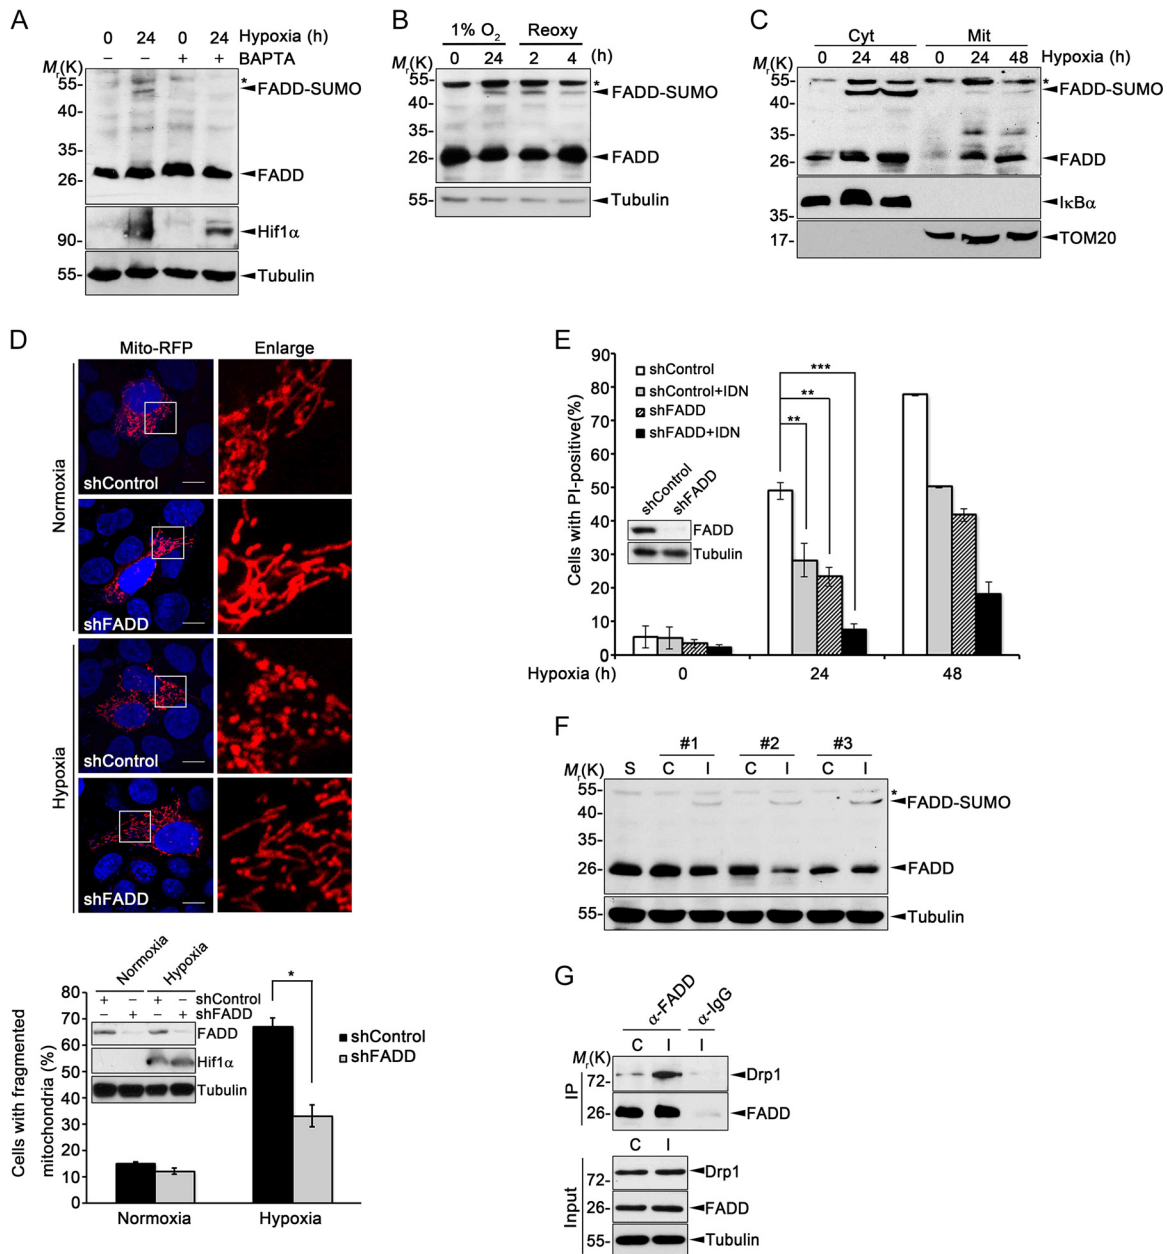 A
0 24 0 24 Hypoxia (h)
– – + + BAPTA
Mr(K)
55-
*
FADD-SUMO
40-
35-
FADD
26-
Hif1α
90-
55-
Tubulin
B
1% O2 Reoxy
0 24 2 4 (h)
Mr(K)
55-
*
FADD-SUMO
40-
35-
26-
FADD
55-
Tubulin
C
Cyt Mit
0 24 48 0 24 48 Hypoxia (h)
Mr(K)
55-
*
FADD-SUMO
40-
35-
26-
FADD
IκBα
35-
17-
TOM20
D
Mito-RFP Enlarge
Normoxia
shControl
shFADD
Hypoxia
shControl
shFADD
Normoxia Hypoxia
+ – + – shControl
– + – + shFADD
FADD
Hif1α
Tubulin
*
shControl
shFADD
Cells with fragmented
mitochondria (%)
80
70
60
50
40
30
20
10
0
Normoxia Hypoxia
E
Cells with PI-positive(%)
90
80
70
60
50
40
30
20
10
0
shControl
shControl+IDN
shFADD
shFADD+IDN
***
**
**
shControl
shFADD
FADD
Tubulin
Hypoxia (h) 0 24 48
F
#1 #2 #3
Mr(K) S C I C I C I
55-
*
FADD-SUMO
40-
35-
26-
FADD
55-
Tubulin
G
α-FADD α-IgG
C I I
Mr(K)
IP
72-
Drp1
26-
FADD
C I
Input
72-
Drp1
26-
FADD
55-
Tubulin